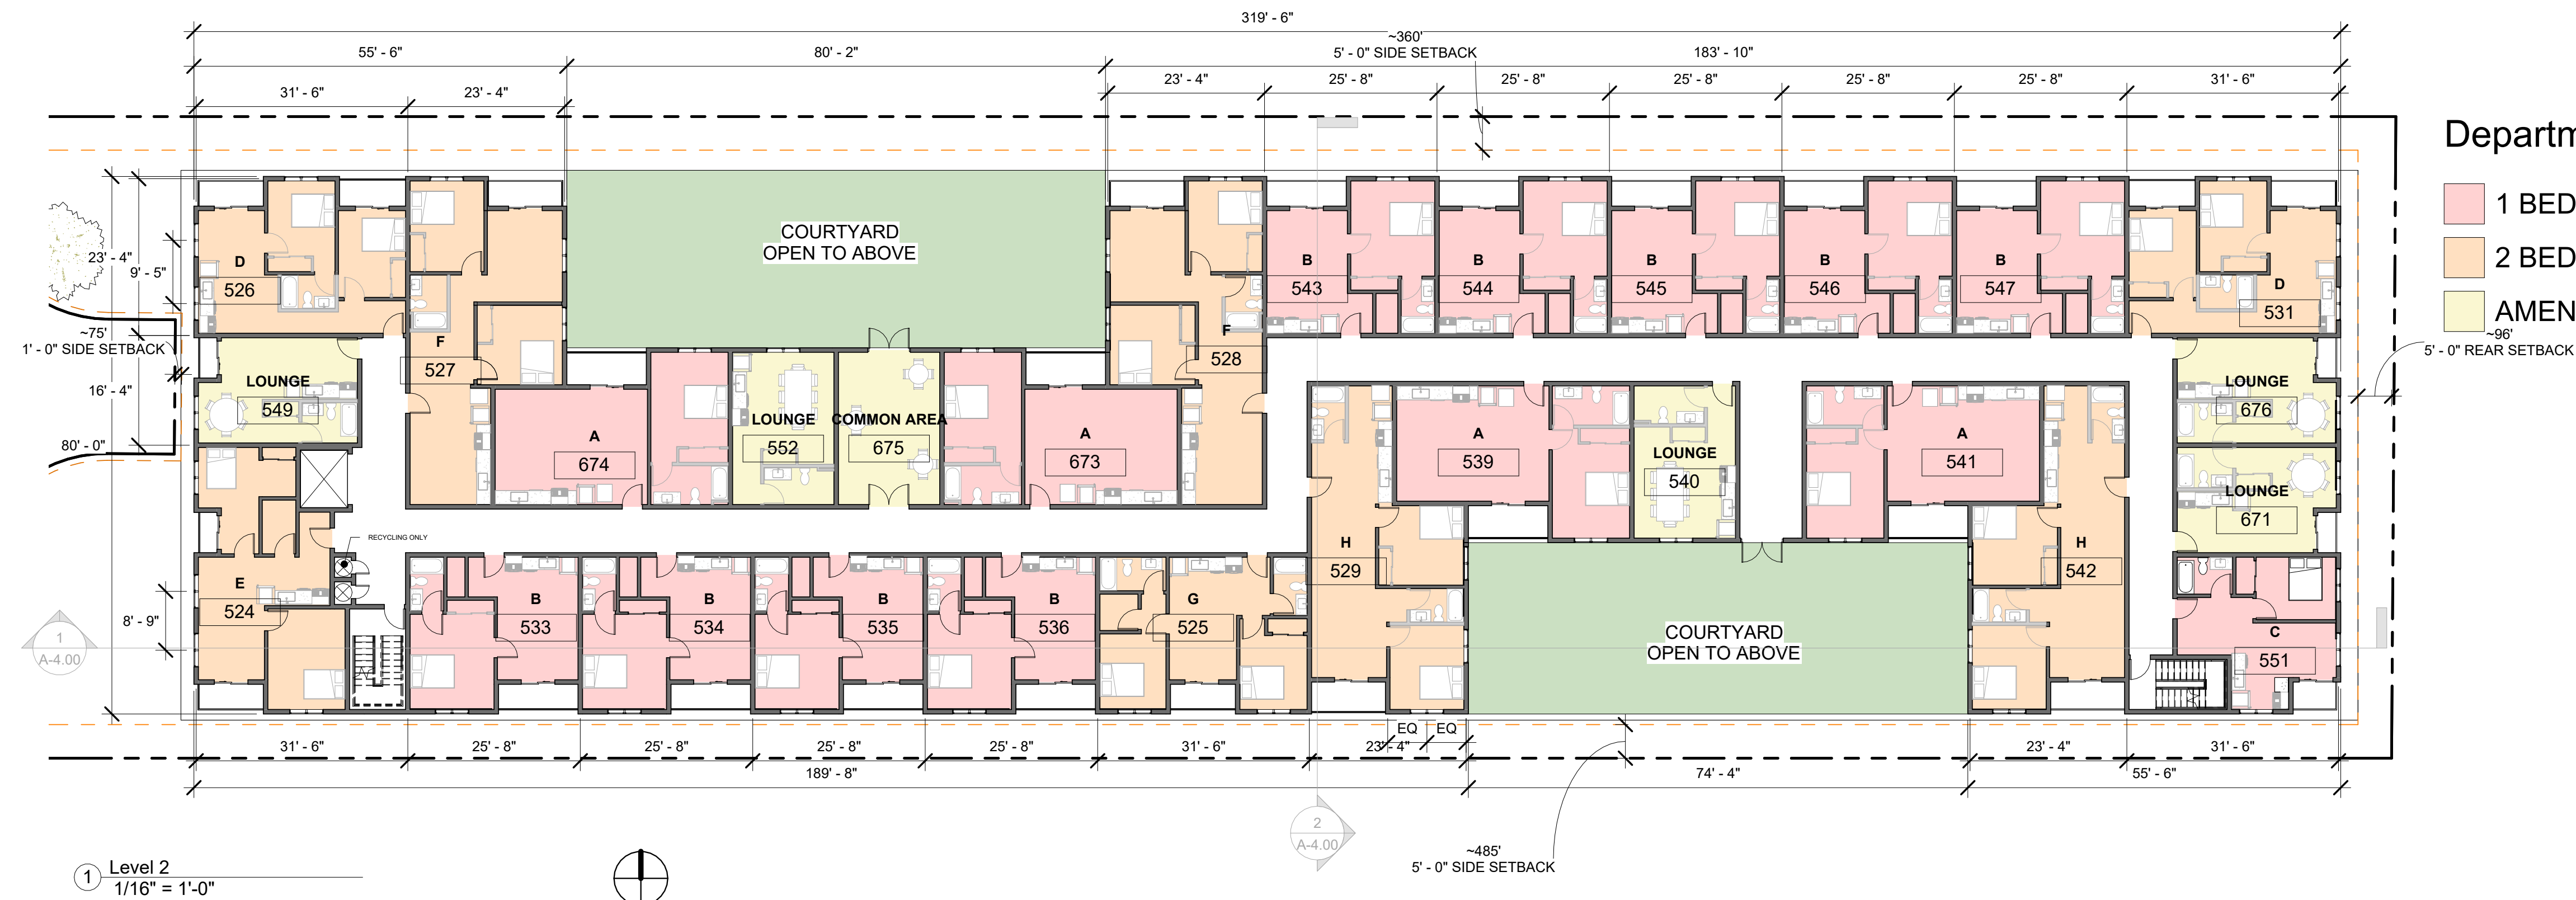 319' - 6"
~360'
55' - 6"
80' - 2"
5' - 0" SIDE SETBACK
183' - 10"
23' - 4"
25' - 8"
25' - 8"
25' - 8"
25' - 8"
25' - 8"
31' - 6"
31' - 6"
23' - 4"
Departm
1 BED
2 BED
AMEN
~96'
5' - 0" REAR SETBACK
COURTYARD
OPEN TO ABOVE
23' - 4"
9' - 5"
~75'
1' - 0" SIDE SETBACK
16' - 4"
80' - 0"
8' - 9"
D
526
F
527
F
528
B
543
B
544
B
545
B
546
B
547
D
531
LOUNGE
549
A
674
LOUNGE
552
COMMON AREA
675
A
673
A
539
LOUNGE
540
A
541
LOUNGE
676
LOUNGE
671
RECYCLING ONLY
E
524
B
533
B
534
B
535
B
536
G
525
H
529
H
542
C
551
COURTYARD
OPEN TO ABOVE
1
A-4.00
EQ
EQ
31' - 6"
25' - 8"
25' - 8"
25' - 8"
25' - 8"
31' - 6"
23' - 4"
23' - 4"
31' - 6"
189' - 8"
74' - 4"
55' - 6"
2
A-4.00
~485'
5' - 0" SIDE SETBACK
1
Level 2
1/16" = 1'-0"